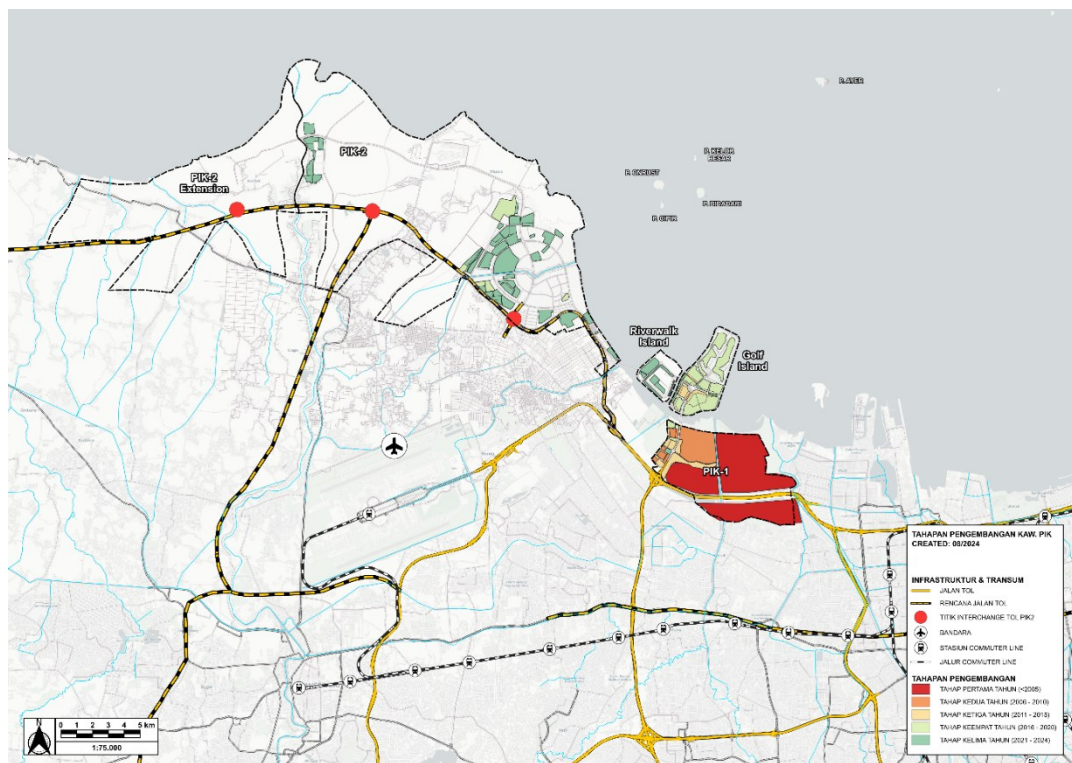 P. AYER
P. KELOR
BESAR
P. ONRUST
P. BIDADARI
P. CIPIR
PIK-2
PIK-2
Extension
Riverwalk
Island
Golf
Island
PIK-1
TAHAPAN PENGEMBANGAN KAW. PIK
CREATED: 08/2024
INFRASTRUKTUR & TRANSUM
JALAN TOL
RENCANA JALAN TOL
TITIK INTERCHANGE TOL PIK2
BANDARA
STASIUN COMMUTER LINE
JALUR COMMUTER LINE
TAHAPAN PENGEMBANGAN
TAHAP PERTAMA TAHUN (<2005)
TAHAP KEDUA TAHUN (2006 - 2010)
TAHAP KETIGA TAHUN (2011 - 2015)
TAHAP KEEMPAT TAHUN (2016 - 2020)
TAHAP KELIMA TAHUN (2021 - 2024)
N
0 1 2 3 4 5 km
1:75.000